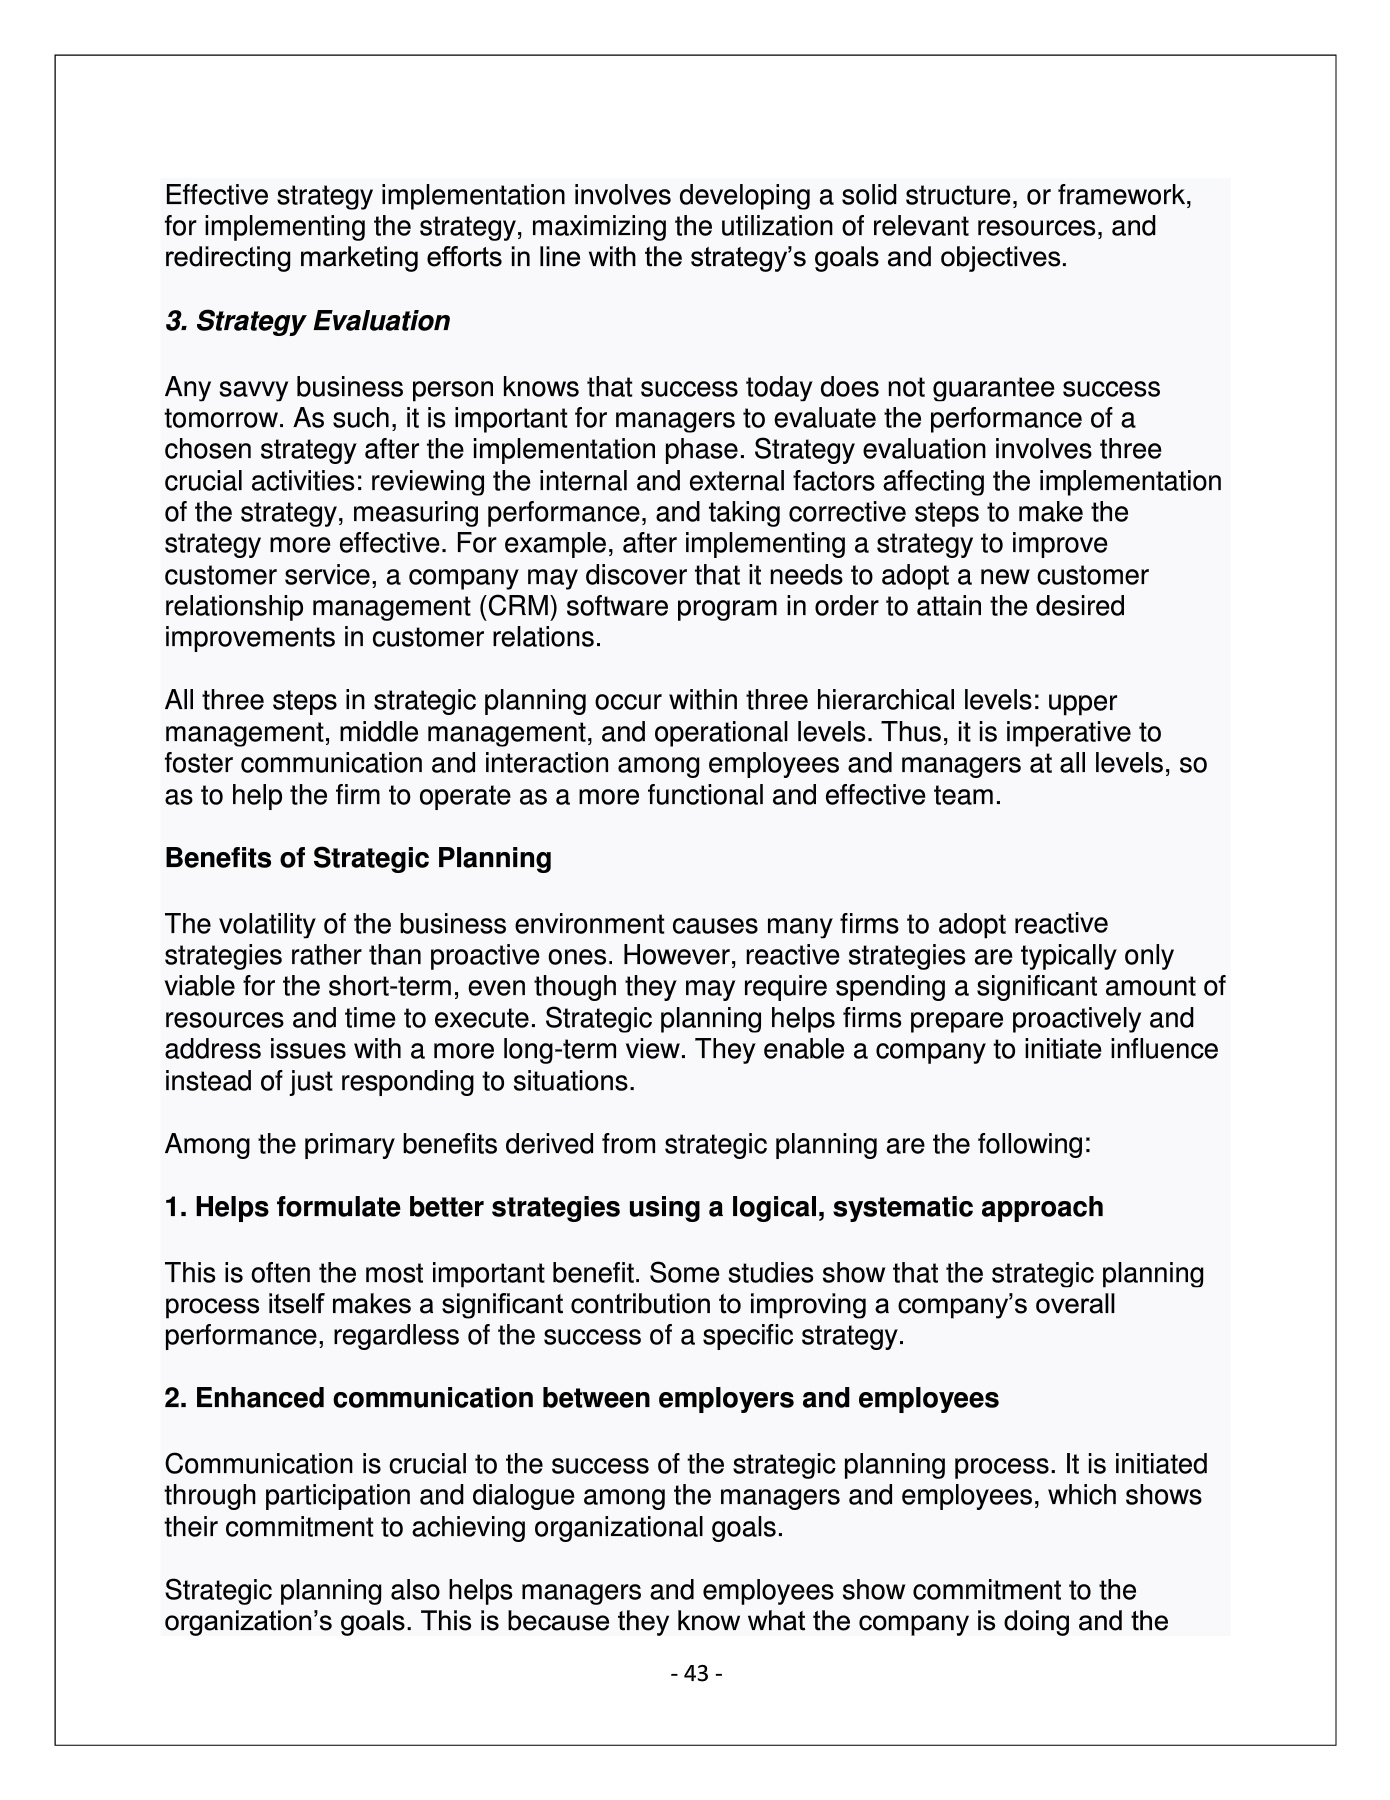 Effective strategy implementation involves developing a solid structure, or framework,
for implementing the strategy, maximizing the utilization of relevant resources, and
redirecting marketing efforts in line with the strategy’s goals and objectives.
3. Strategy Evaluation
Any savvy business person knows that success today does not guarantee success
tomorrow. As such, it is important for managers to evaluate the performance of a
chosen strategy after the implementation phase. Strategy evaluation involves three
crucial activities: reviewing the internal and external factors affecting the implementation
of the strategy, measuring performance, and taking corrective steps to make the
strategy more effective. For example, after implementing a strategy to improve
customer service, a company may discover that it needs to adopt a new customer
relationship management (CRM) software program in order to attain the desired
improvements in customer relations.
All three steps in strategic planning occur within three hierarchical levels: upper
management, middle management, and operational levels. Thus, it is imperative to
foster communication and interaction among employees and managers at all levels, so
as to help the firm to operate as a more functional and effective team.
Benefits of Strategic Planning
The volatility of the business environment causes many firms to adopt reactive
strategies rather than proactive ones. However, reactive strategies are typically only
viable for the short-term, even though they may require spending a significant amount of
resources and time to execute. Strategic planning helps firms prepare proactively and
address issues with a more long-term view. They enable a company to initiate influence
instead of just responding to situations.
Among the primary benefits derived from strategic planning are the following:
1. Helps formulate better strategies using a logical, systematic approach
This is often the most important benefit. Some studies show that the strategic planning
process itself makes a significant contribution to improving a company’s overall
performance, regardless of the success of a specific strategy.
2. Enhanced communication between employers and employees
Communication is crucial to the success of the strategic planning process. It is initiated
through participation and dialogue among the managers and employees, which shows
their commitment to achieving organizational goals.
Strategic planning also helps managers and employees show commitment to the
organization’s goals. This is because they know what the company is doing and the
- 43 -